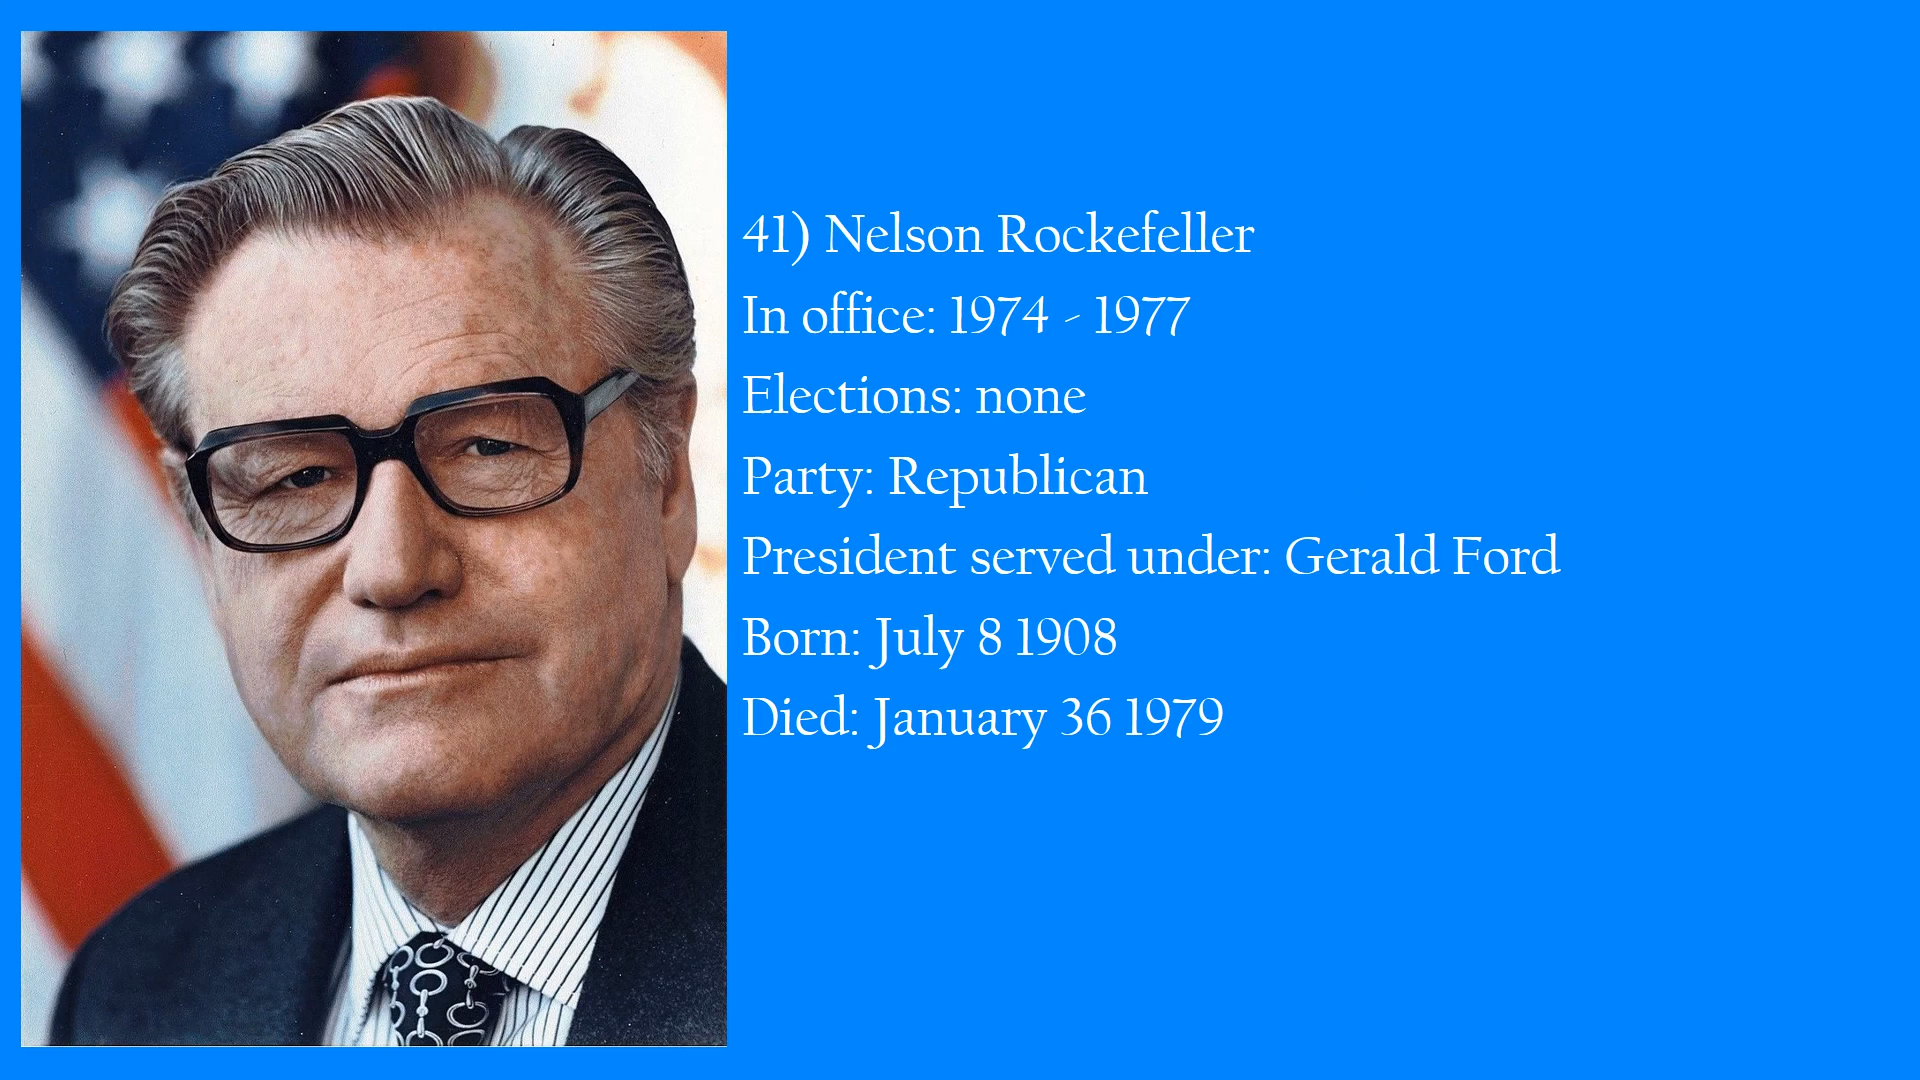 41) Nelson Rockefeller
In office: 1974 - 1977
Elections: none
Party: Republican
President served under: Gerald Ford
Born: July 8 1908
Died: January 36 1979